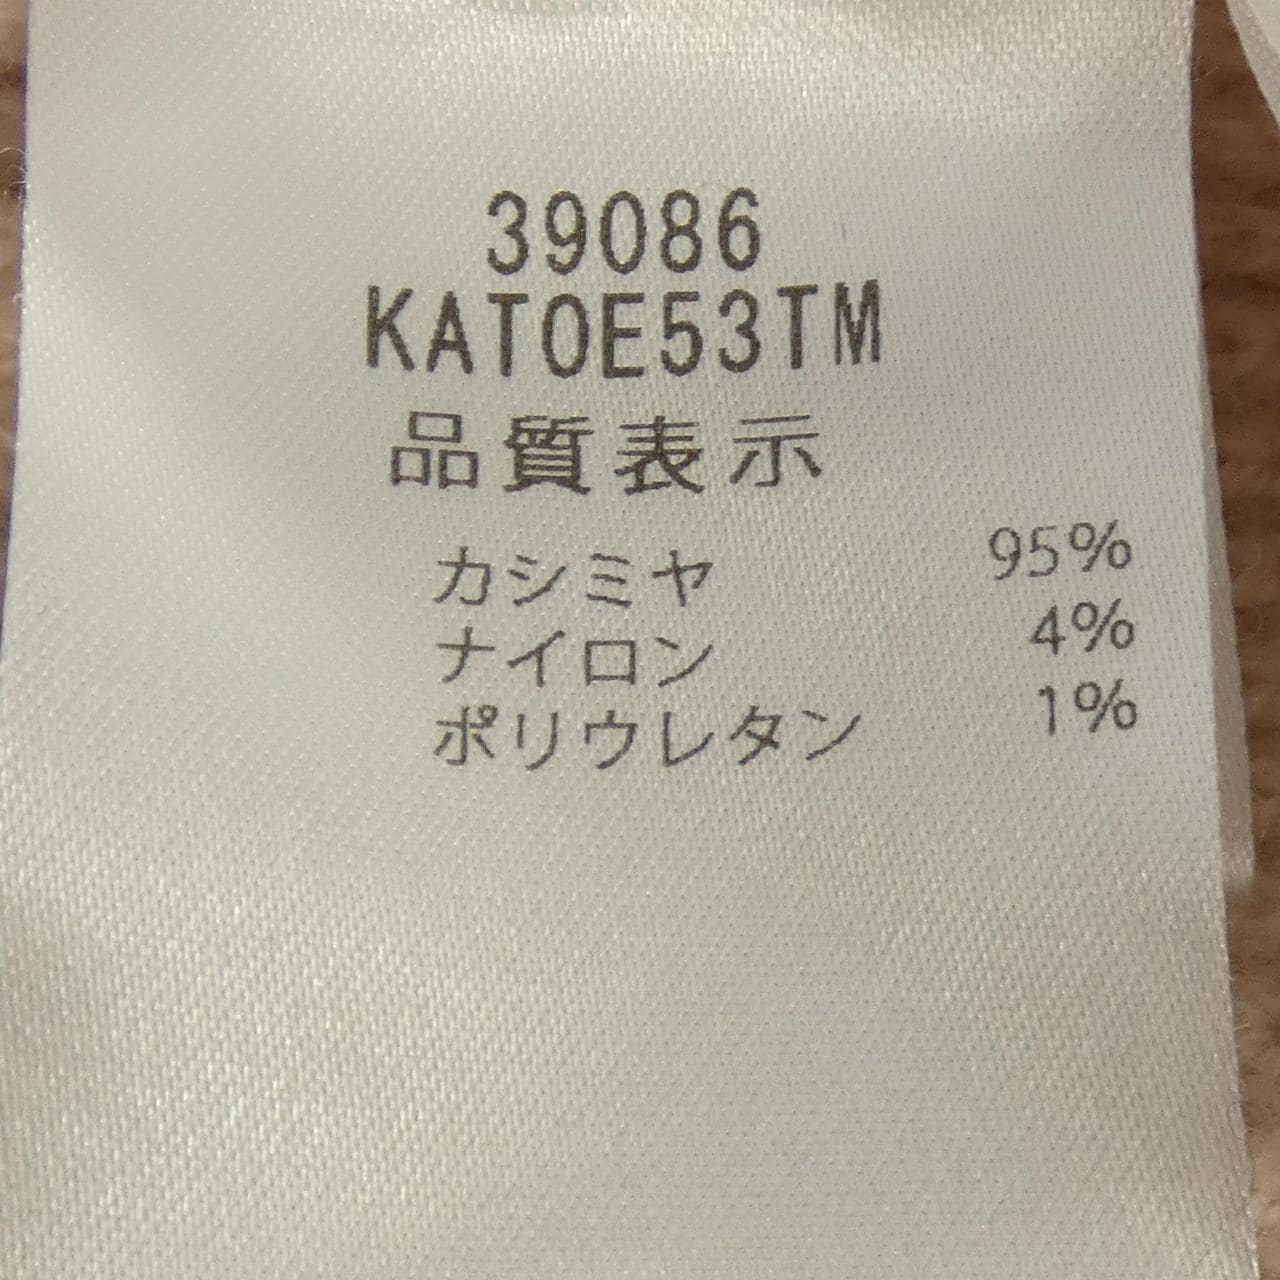 39086
KATOE53TM
品質表示
カシミヤ 95%
ナイロン 4%
ポリウレタン 1%